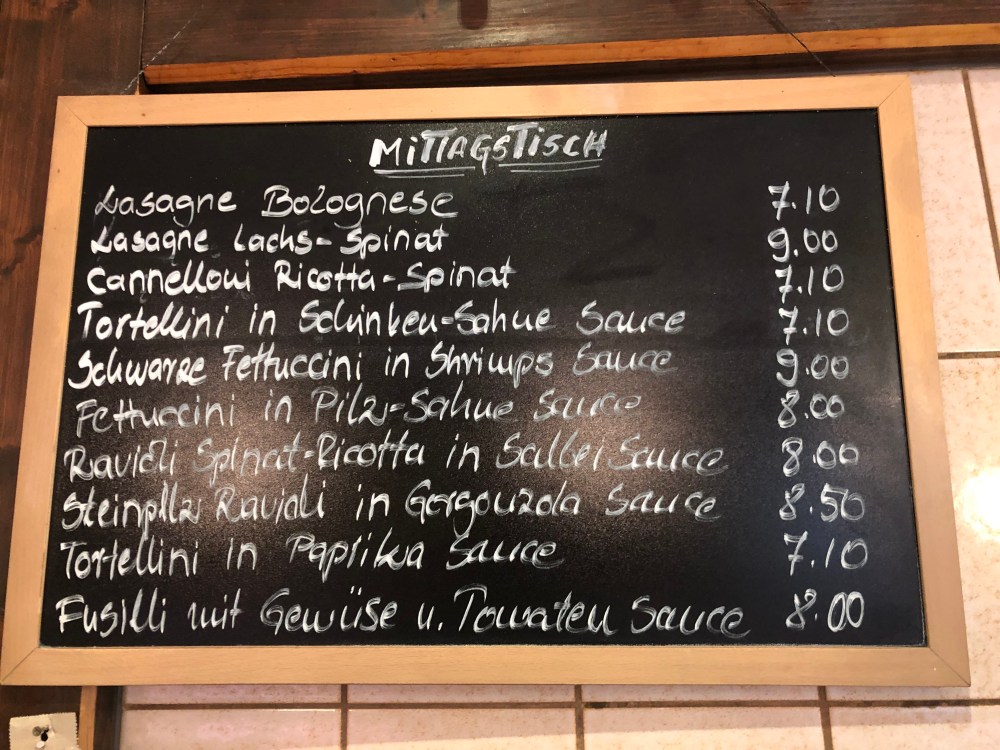 MITTAGSTISCH
Lasagne Bolognese 7.10
Lasagne Lachs-Spinat 9.00
Cannelloni Ricotta-Spinat 7.10
Tortellini in Schinken-Sahne Sauce 7.10
Schwarze Fettuccini in Shrimps Sauce 9.00
Fettuccini in Pilz-Sahne Sauce 8.00
Ravioli Spinat-Ricotta in Salbei Sauce 8.00
Steinpilz Ravioli in Gorgonzola Sauce 8.50
Tortellini in Paprika Sauce 7.10
Fusilli mit Gemüse u. Tomaten Sauce 8.00